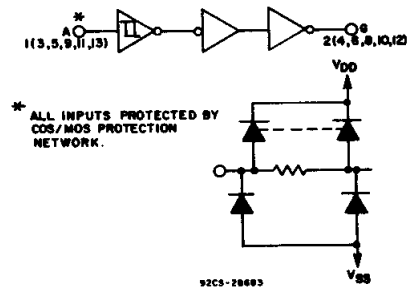 *
A G
1(3,5,9,11,13) 2(4,6,8,10,12)
VDD
* ALL INPUTS PROTECTED BY
COS/MOS PROTECTION
NETWORK.
VSS
92CS-28683